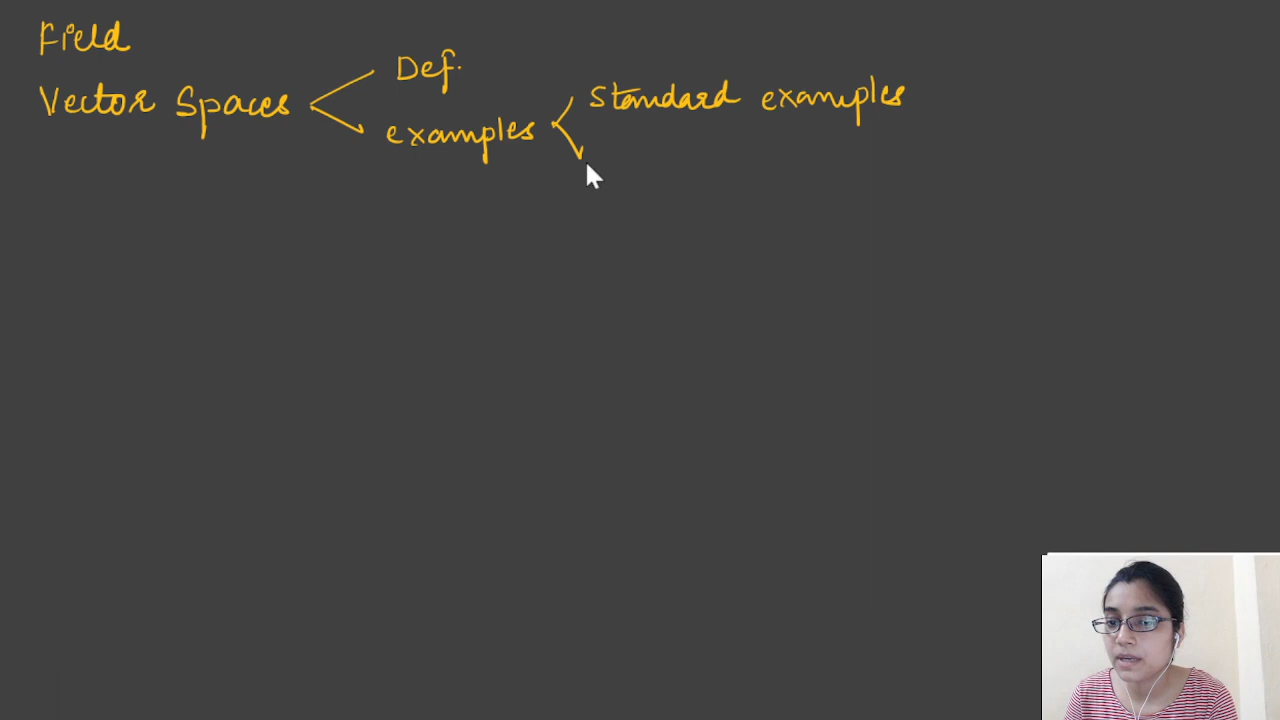 Field
Def.
Vector Spaces
Standard examples
examples